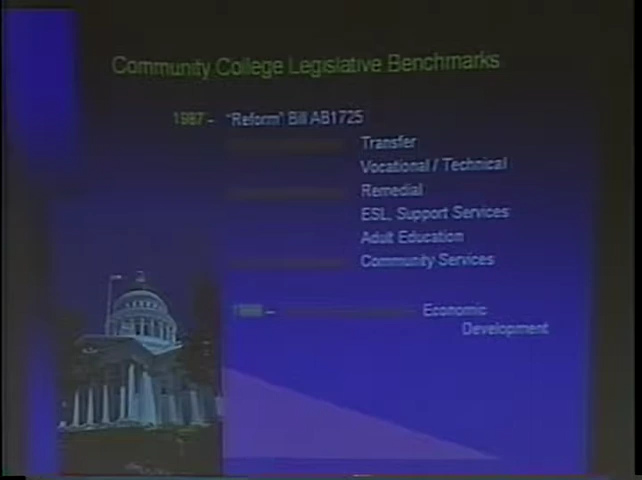 Community College Legislative Benchmarks
1987 - "Reform" Bill AB1725
Transfer
Vocational / Technical
Remedial
ESL, Support Services
Adult Education
Community Services
Economic
Development